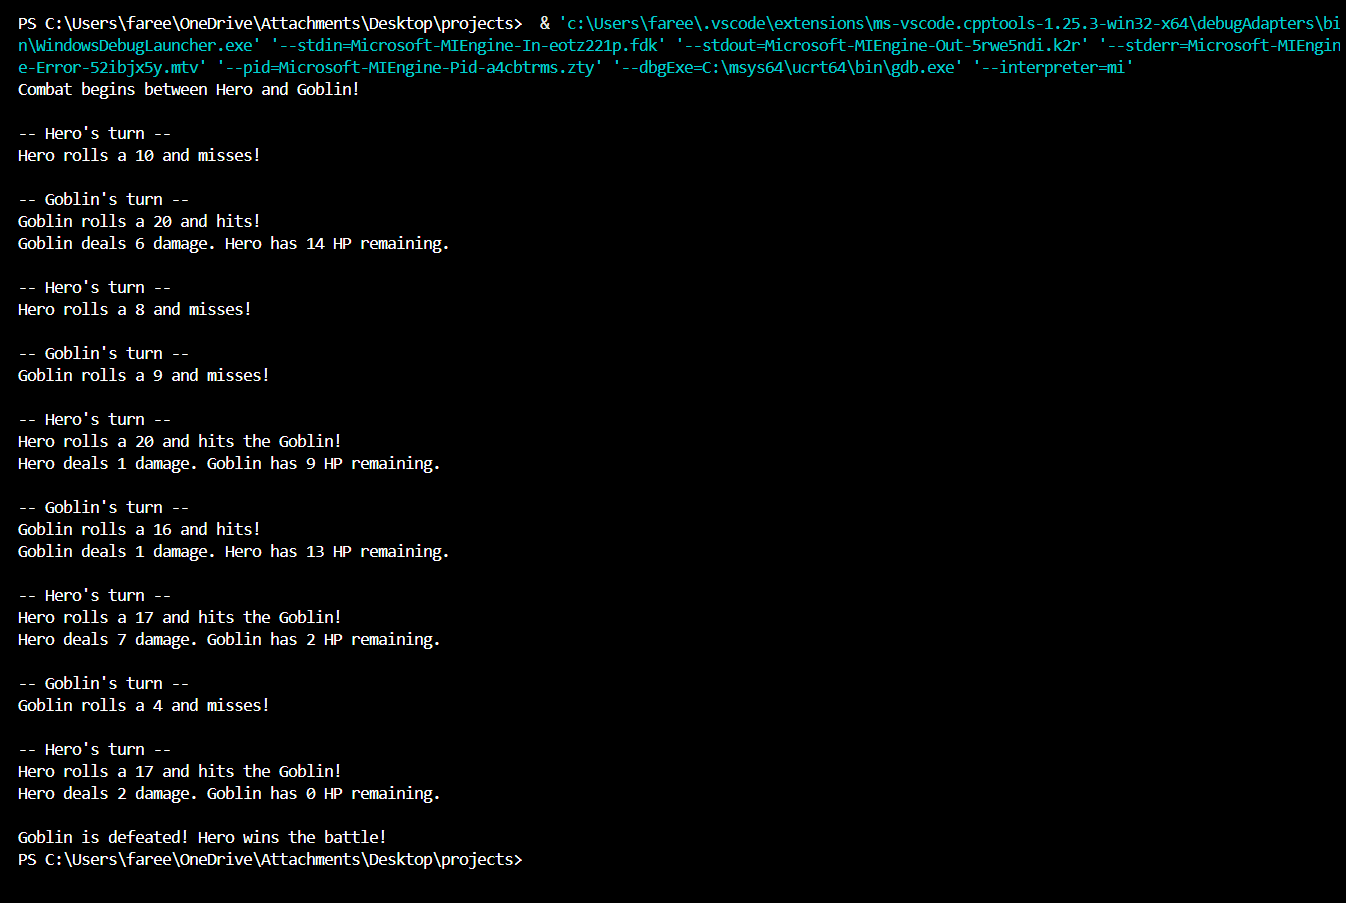 PS C:\Users\faree\OneDrive\Attachments\Desktop\projects>  & 'c:\Users\faree\.vscode\extensions\ms-vscode.cpptools-1.25.3-win32-x64\debugAdapters\bi
n\WindowsDebugLauncher.exe' '--stdin=Microsoft-MIEngine-In-eotz221p.fdk' '--stdout=Microsoft-MIEngine-Out-5rwe5ndi.k2r' '--stderr=Microsoft-MIEngin
e-Error-52ibjx5y.mtv' '--pid=Microsoft-MIEngine-Pid-a4cbtrms.zty' '--dbgExe=C:\msys64\ucrt64\bin\gdb.exe' '--interpreter=mi'
Combat begins between Hero and Goblin!
-- Hero's turn --
Hero rolls a 10 and misses!
-- Goblin's turn --
Goblin rolls a 20 and hits!
Goblin deals 6 damage. Hero has 14 HP remaining.
-- Hero's turn --
Hero rolls a 8 and misses!
-- Goblin's turn --
Goblin rolls a 9 and misses!
-- Hero's turn --
Hero rolls a 20 and hits the Goblin!
Hero deals 1 damage. Goblin has 9 HP remaining.
-- Goblin's turn --
Goblin rolls a 16 and hits!
Goblin deals 1 damage. Hero has 13 HP remaining.
-- Hero's turn --
Hero rolls a 17 and hits the Goblin!
Hero deals 7 damage. Goblin has 2 HP remaining.
-- Goblin's turn --
Goblin rolls a 4 and misses!
-- Hero's turn --
Hero rolls a 17 and hits the Goblin!
Hero deals 2 damage. Goblin has 0 HP remaining.
Goblin is defeated! Hero wins the battle!
PS C:\Users\faree\OneDrive\Attachments\Desktop\projects>